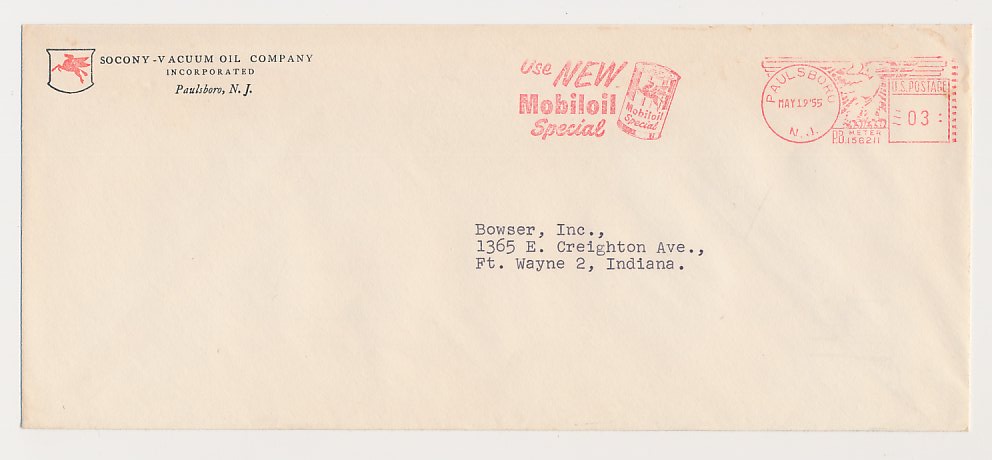 SOCONY-VACUUM OIL COMPANY
INCORPORATED
Paulsboro, N. J.
Use NEW
Mobiloil
Special
Mobiloil
Special
PAULSBORO
MAY 19 '55
N. J.
U.S. POSTAGE
03
P.B. METER
156211
Bowser, Inc.,
1365 E. Creighton Ave.,
Ft. Wayne 2, Indiana.